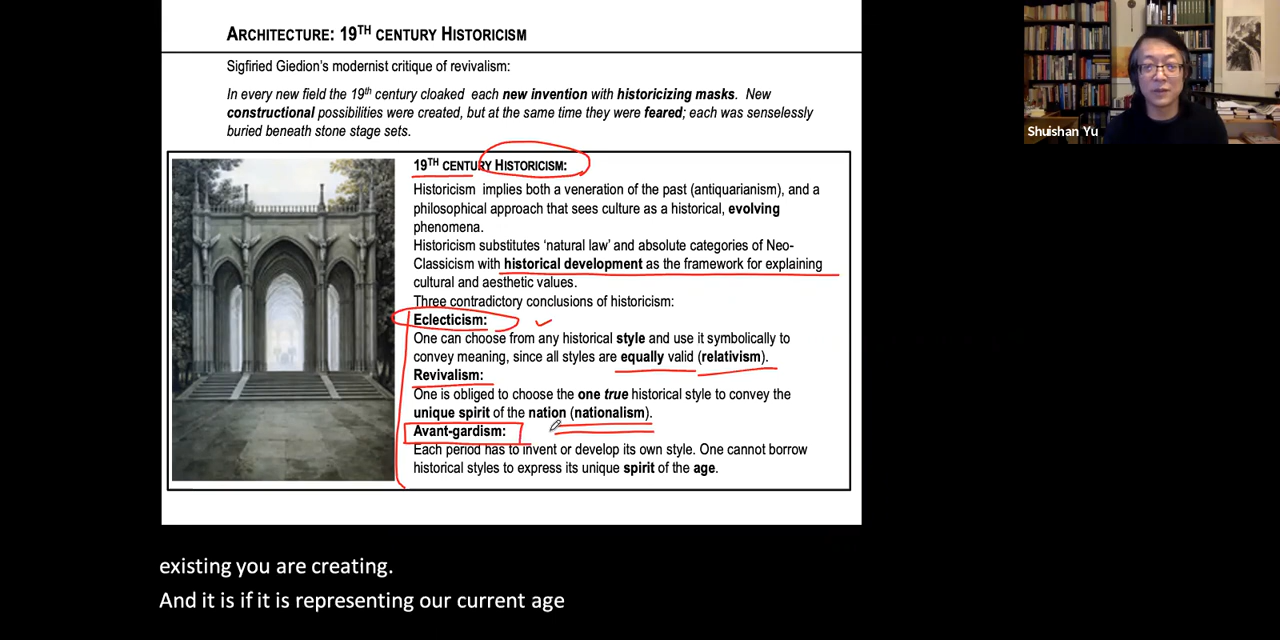 ARCHITECTURE: 19TH CENTURY HISTORICISM
Sigfiried Giedion's modernist critique of revivalism:
In every new field the 19th century cloaked each new invention with historicizing masks. New
constructional possibilities were created, but at the same time they were feared; each was senselessly
buried beneath stone stage sets.
Shuishan Yu
19TH CENTURY HISTORICISM:
Historicism implies both a veneration of the past (antiquarianism), and a
philosophical approach that sees culture as a historical, evolving
phenomena.
Historicism substitutes 'natural law' and absolute categories of Neo-
Classicism with historical development as the framework for explaining
cultural and aesthetic values.
Three contradictory conclusions of historicism:
Eclecticism:
One can choose from any historical style and use it symbolically to
convey meaning, since all styles are equally valid (relativism).
Revivalism:
One is obliged to choose the one true historical style to convey the
unique spirit of the nation (nationalism).
Avant-gardism:
Each period has to invent or develop its own style. One cannot borrow
historical styles to express its unique spirit of the age.
existing you are creating.
And it is if it is representing our current age